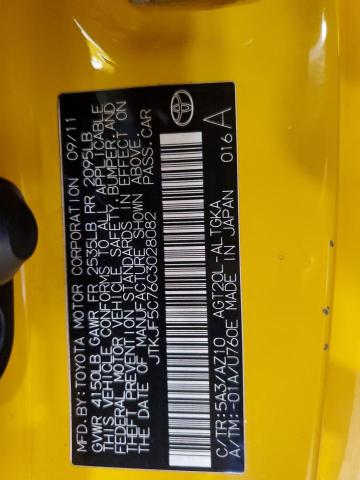 MFD. BY: TOYOTA MOTOR CORPORATION 09/11
GVWR 4150LB GAWR FR 2535LB RR 2095LB
THIS VEHICLE CONFORMS TO ALL APPLICABLE
FEDERAL MOTOR VEHICLE SAFETY, BUMPER, AND
THEFT PREVENTION STANDARDS IN EFFECT ON
THE DATE OF MANUFACTURE SHOWN ABOVE.
JTKJF5C76C3028082 PASS.CAR
C/TR: 5A3/AZ10 AGT20L-ALTGKA
A/TM: -01A/U760E MADE IN JAPAN 016 A
TOYOTA